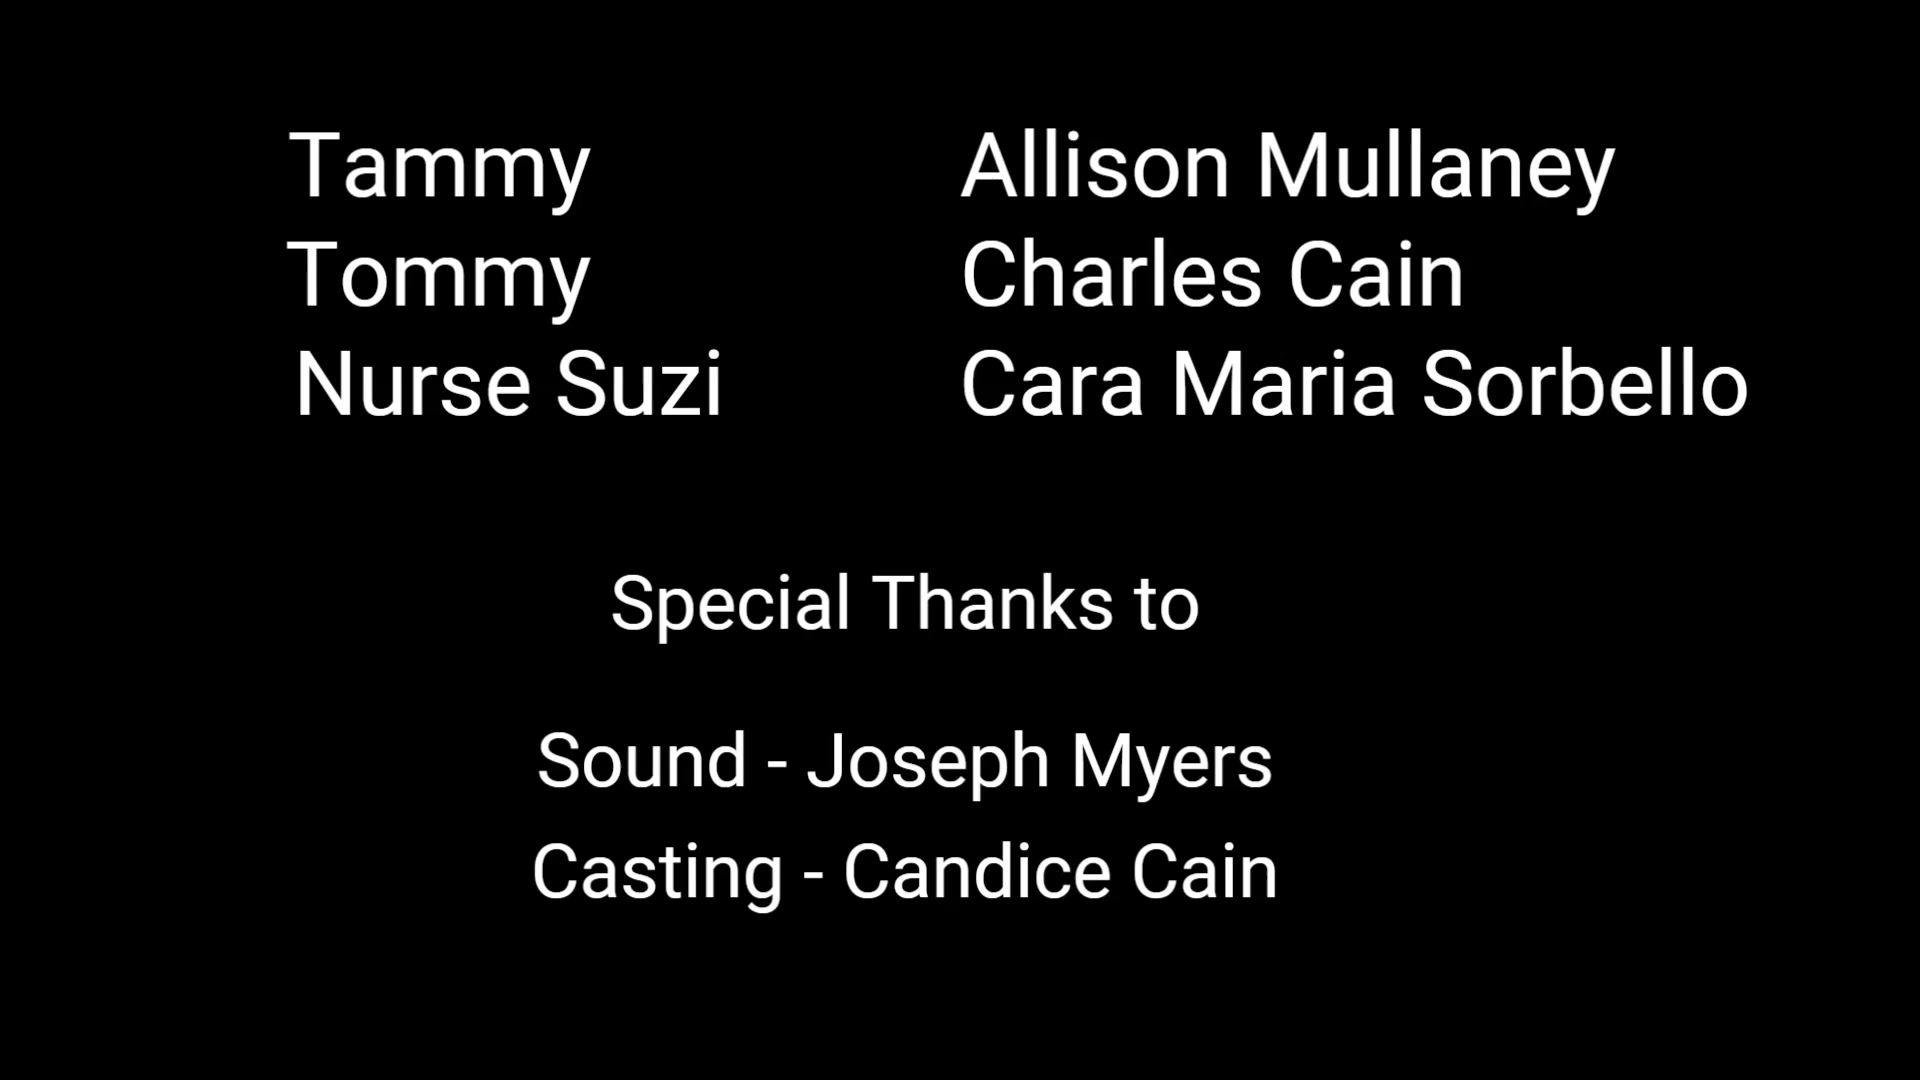 Tammy Allison Mullaney
Tommy Charles Cain
Nurse Suzi Cara Maria Sorbello
Special Thanks to
Sound - Joseph Myers
Casting - Candice Cain